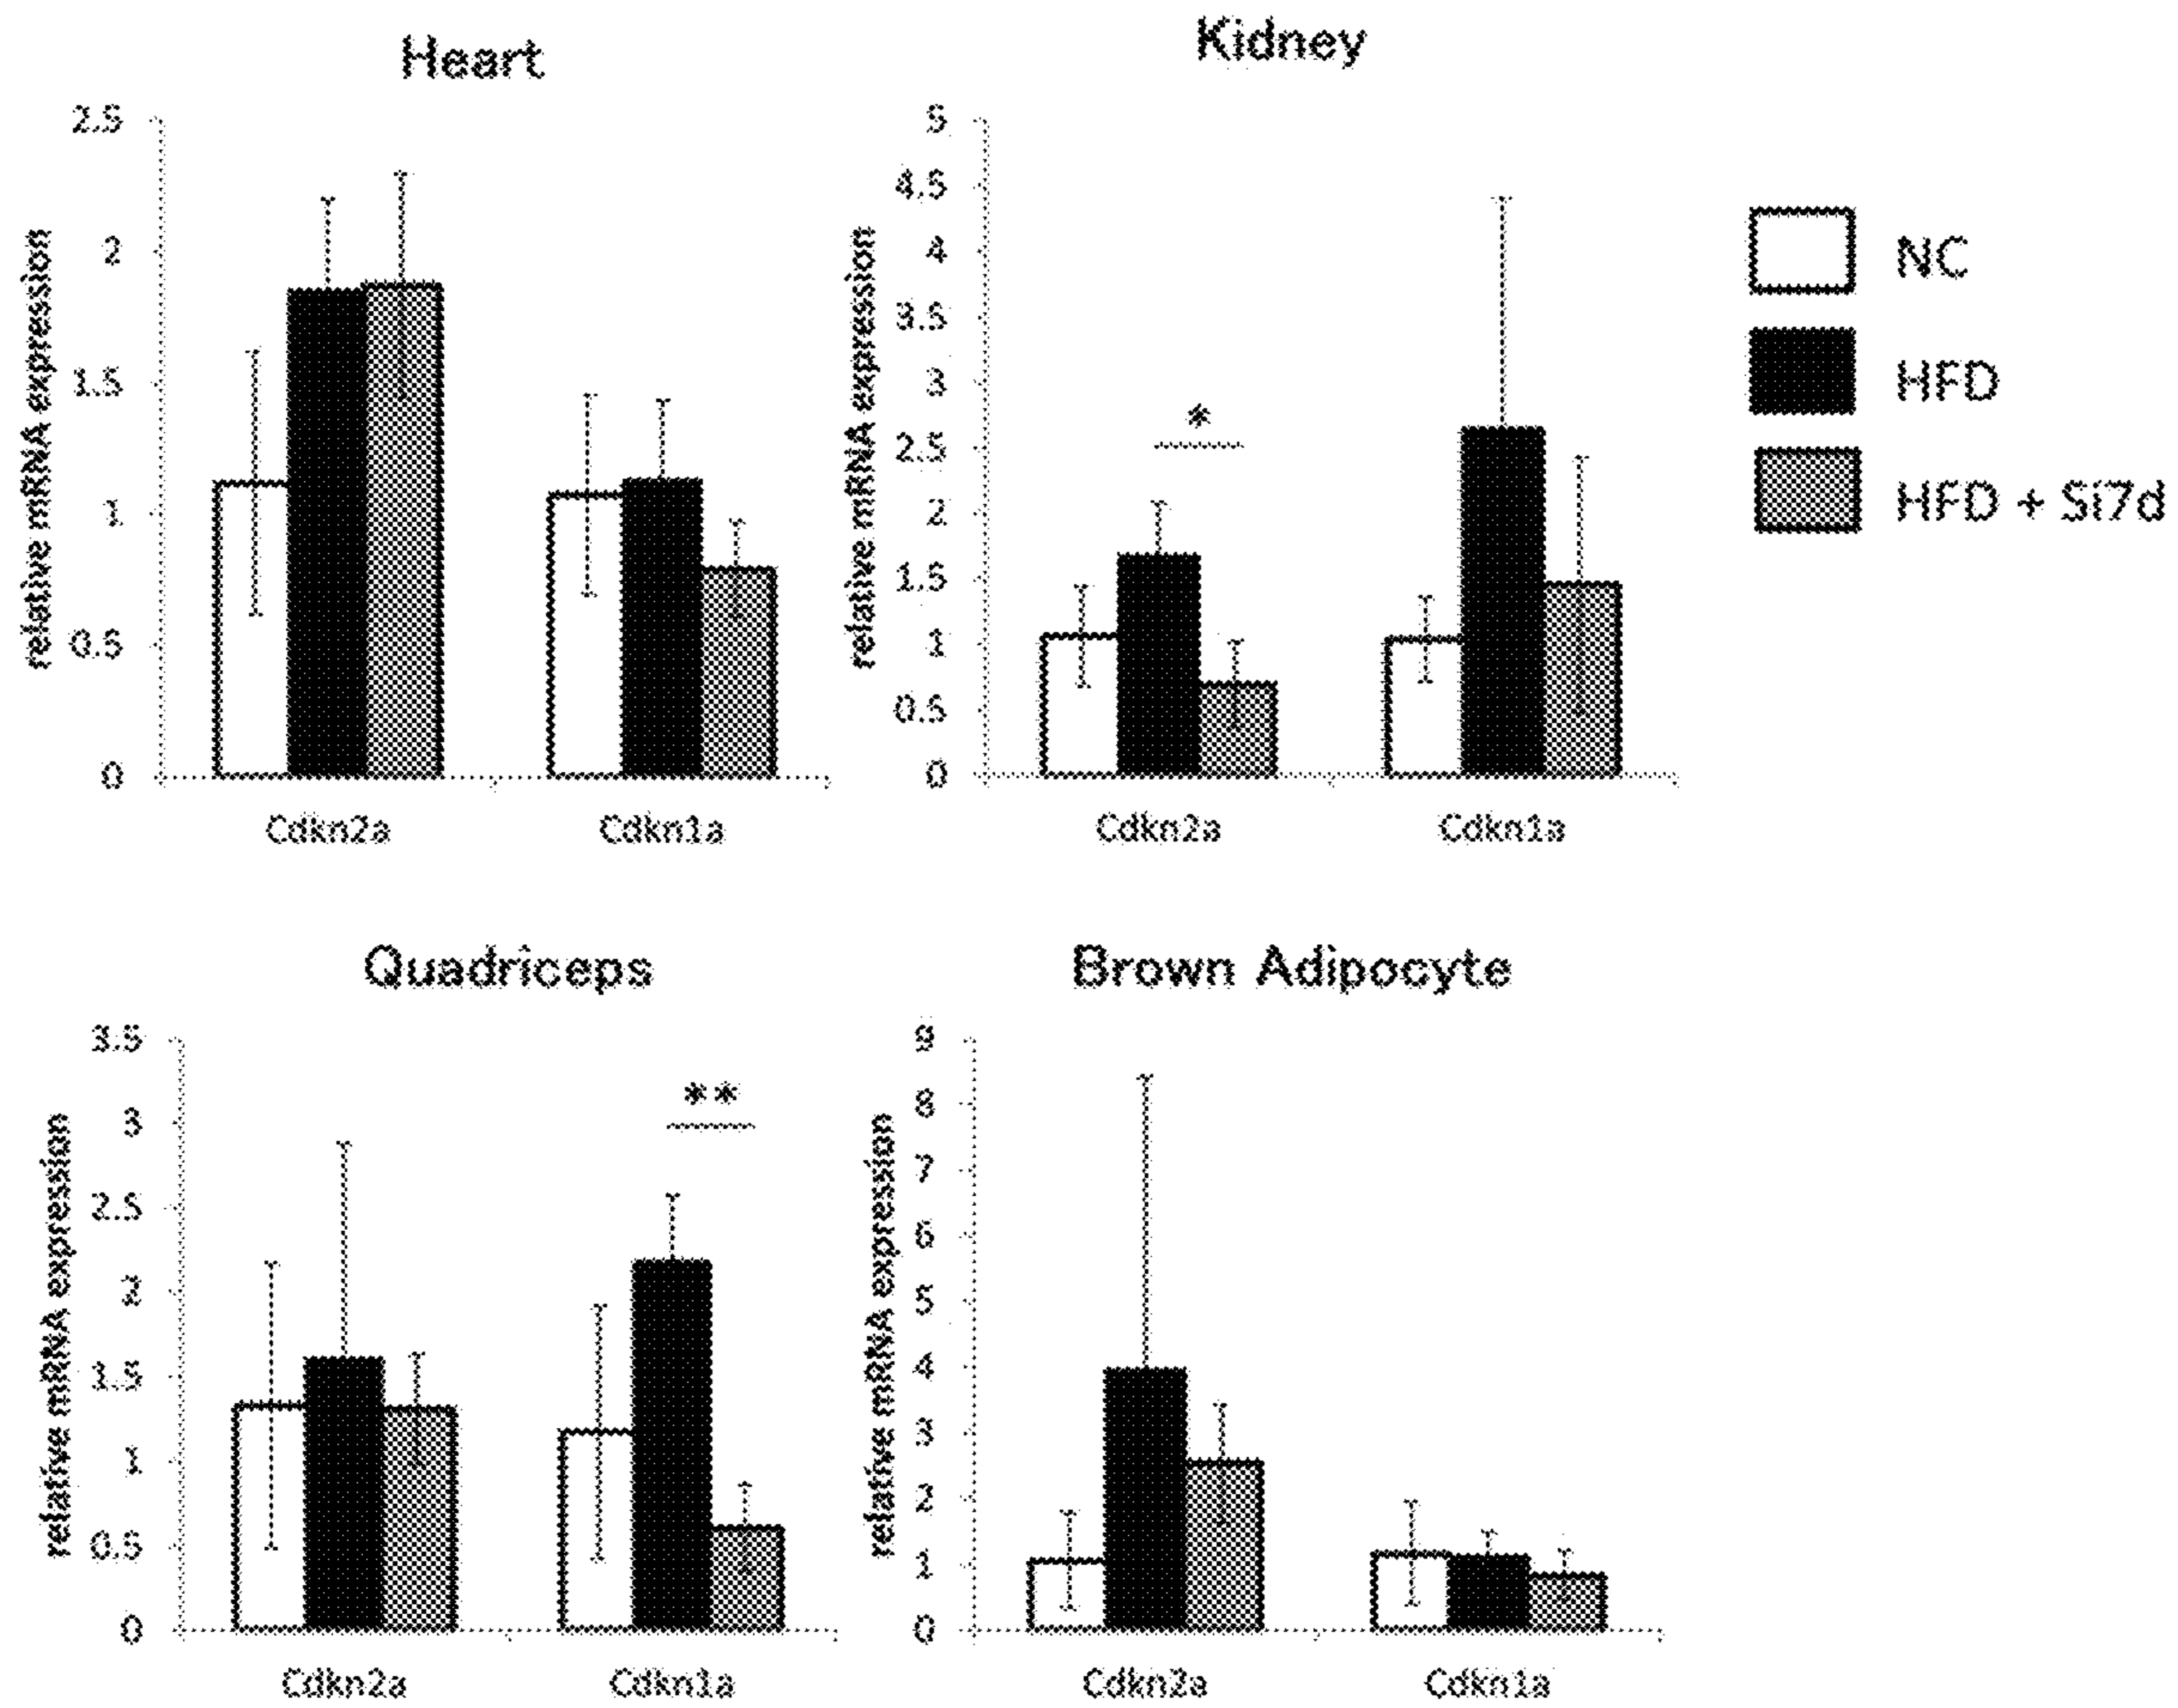 Heart
2.5
2
1.5
1
0.5
0
relative mRNA expression
Cdkn2a
Cdkn1a
Kidney
5
4.5
4
3.5
3
2.5
2
1.5
1
0.5
0
relative mRNA expression
*
Cdkn2a
Cdkn1a
NC
HFD
HFD + Si7d
Quadriceps
3.5
3
2.5
2
1.5
1
0.5
0
relative mRNA expression
**
Cdkn2a
Cdkn1a
Brown Adipocyte
9
8
7
6
5
4
3
2
1
0
relative mRNA expression
Cdkn2a
Cdkn1a